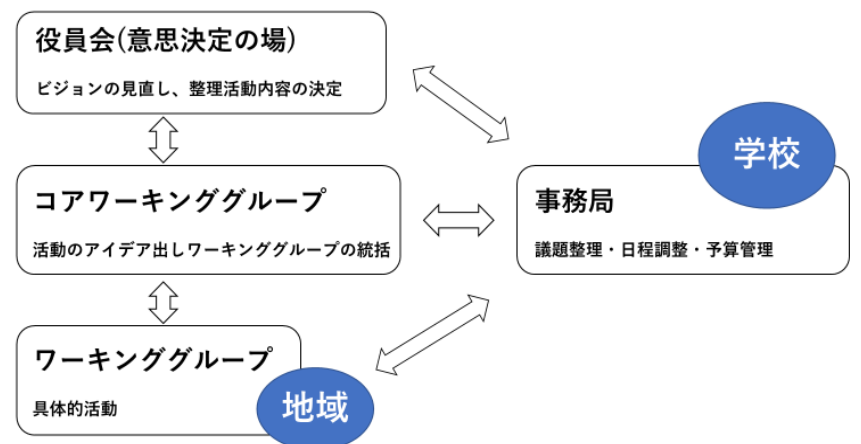 役員会(意思決定の場)
ビジョンの見直し、整理活動内容の決定
コアワーキンググループ
活動のアイデア出しワーキンググループの統括
ワーキンググループ
具体的活動
地域
学校
事務局
議題整理・日程調整・予算管理